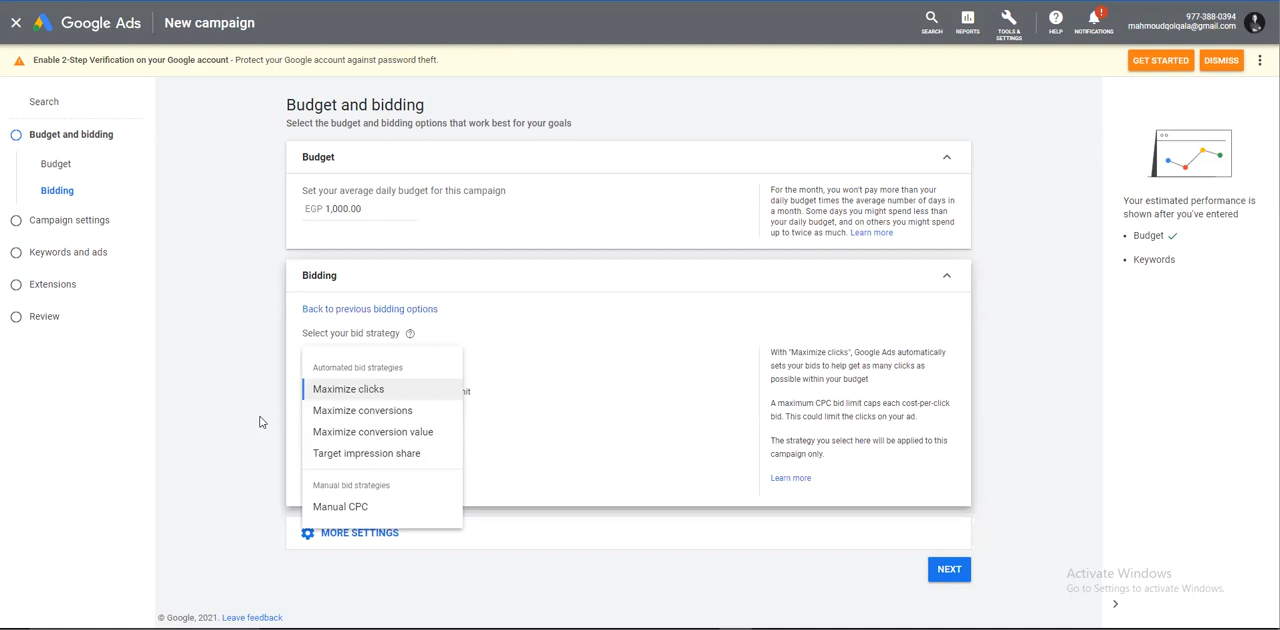 Google Ads
New campaign
SEARCH
REPORTS
TOOLS &
SETTINGS
HELP
!
NOTIFICATIONS
977-388-0394
mahmoudqoiqala@gmail.com
Enable 2-Step Verification on your Google account - Protect your Google account against password theft.
GET STARTED
DISMISS
Search
Budget and bidding
Budget
Bidding
Campaign settings
Keywords and ads
Extensions
Review
Budget and bidding
Select the budget and bidding options that work best for your goals
Budget
Set your average daily budget for this campaign
EGP 1,000.00
For the month, you won't pay more than your
daily budget times the average number of days in
a month. Some days you might spend less than
your daily budget, and on others you might spend
up to twice as much. Learn more
Bidding
Back to previous bidding options
Select your bid strategy
Automated bid strategies
Maximize clicks
Maximize conversions
Maximize conversion value
Target impression share
Manual bid strategies
Manual CPC
With "Maximize clicks", Google Ads automatically
sets your bids to help get as many clicks as
possible within your budget
A maximum CPC bid limit caps each cost-per-click
bid. This could limit the clicks on your ad.
The strategy you select here will be applied to this
campaign only.
Learn more
MORE SETTINGS
NEXT
Your estimated performance is
shown after you've entered
• Budget
• Keywords
Activate Windows
Go to Settings to activate Windows.
© Google, 2021. Leave feedback